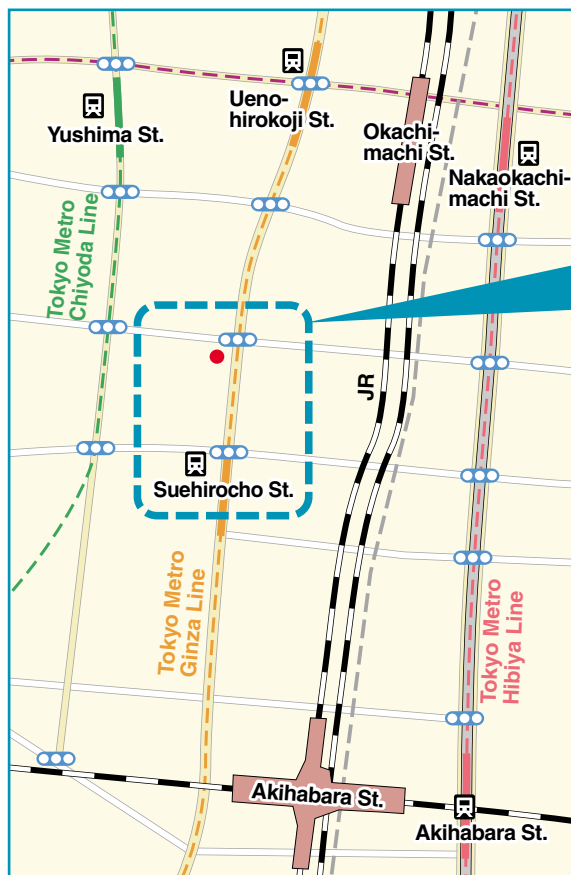 Ueno-
hirokoji St.
Yushima St.
Okachi-
machi St.
Nakaokachi-
machi St.
Tokyo Metro
Chiyoda Line
JR
Suehirocho St.
Tokyo Metro
Ginza Line
Tokyo Metro
Hibiya Line
Akihabara St.
Akihabara St.